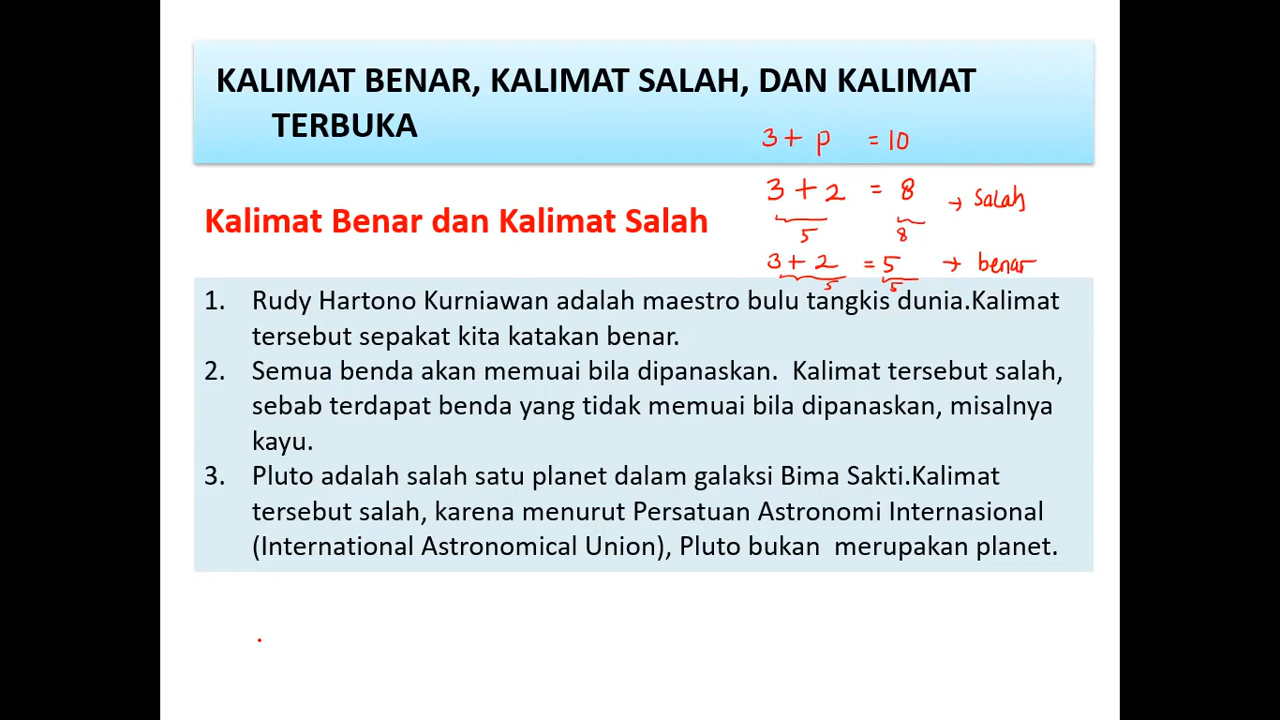 KALIMAT BENAR, KALIMAT SALAH, DAN KALIMAT
TERBUKA
3 + p = 10
3 + 2 = 8 → Salah
5 8
3 + 2 = 5 → benar
5 5
Kalimat Benar dan Kalimat Salah
1. Rudy Hartono Kurniawan adalah maestro bulu tangkis dunia.Kalimat
tersebut sepakat kita katakan benar.
2. Semua benda akan memuai bila dipanaskan. Kalimat tersebut salah,
sebab terdapat benda yang tidak memuai bila dipanaskan, misalnya
kayu.
3. Pluto adalah salah satu planet dalam galaksi Bima Sakti.Kalimat
tersebut salah, karena menurut Persatuan Astronomi Internasional
(International Astronomical Union), Pluto bukan merupakan planet.